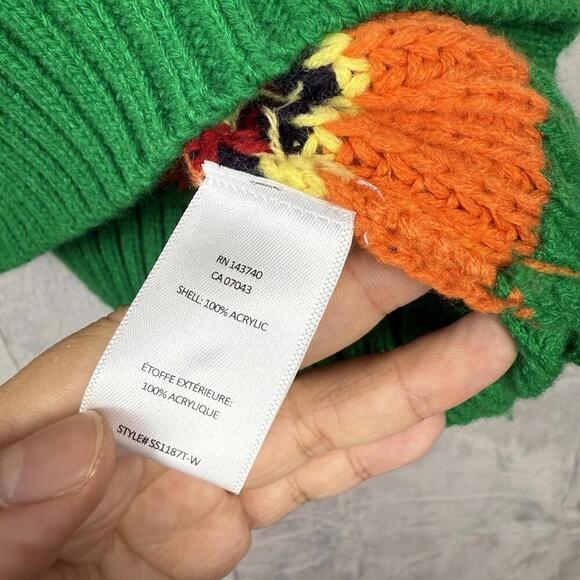 RN 143740
CA 07043
SHELL: 100% ACRYLIC
ÉTOFFE EXTÉRIEURE:
100% ACRYLIQUE
STYLE# SS1187T-W